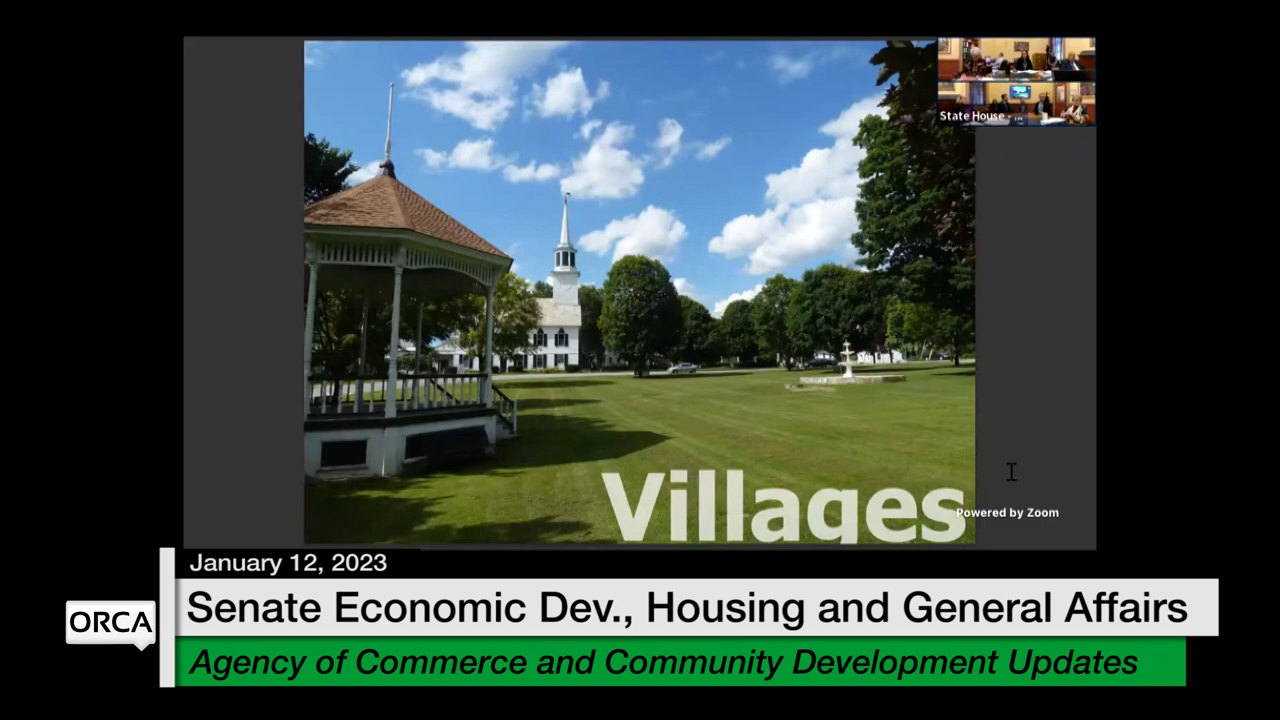 State House - ...
Villages
Powered by Zoom
January 12, 2023
Senate Economic Dev., Housing and General Affairs
ORCA
Agency of Commerce and Community Development Updates